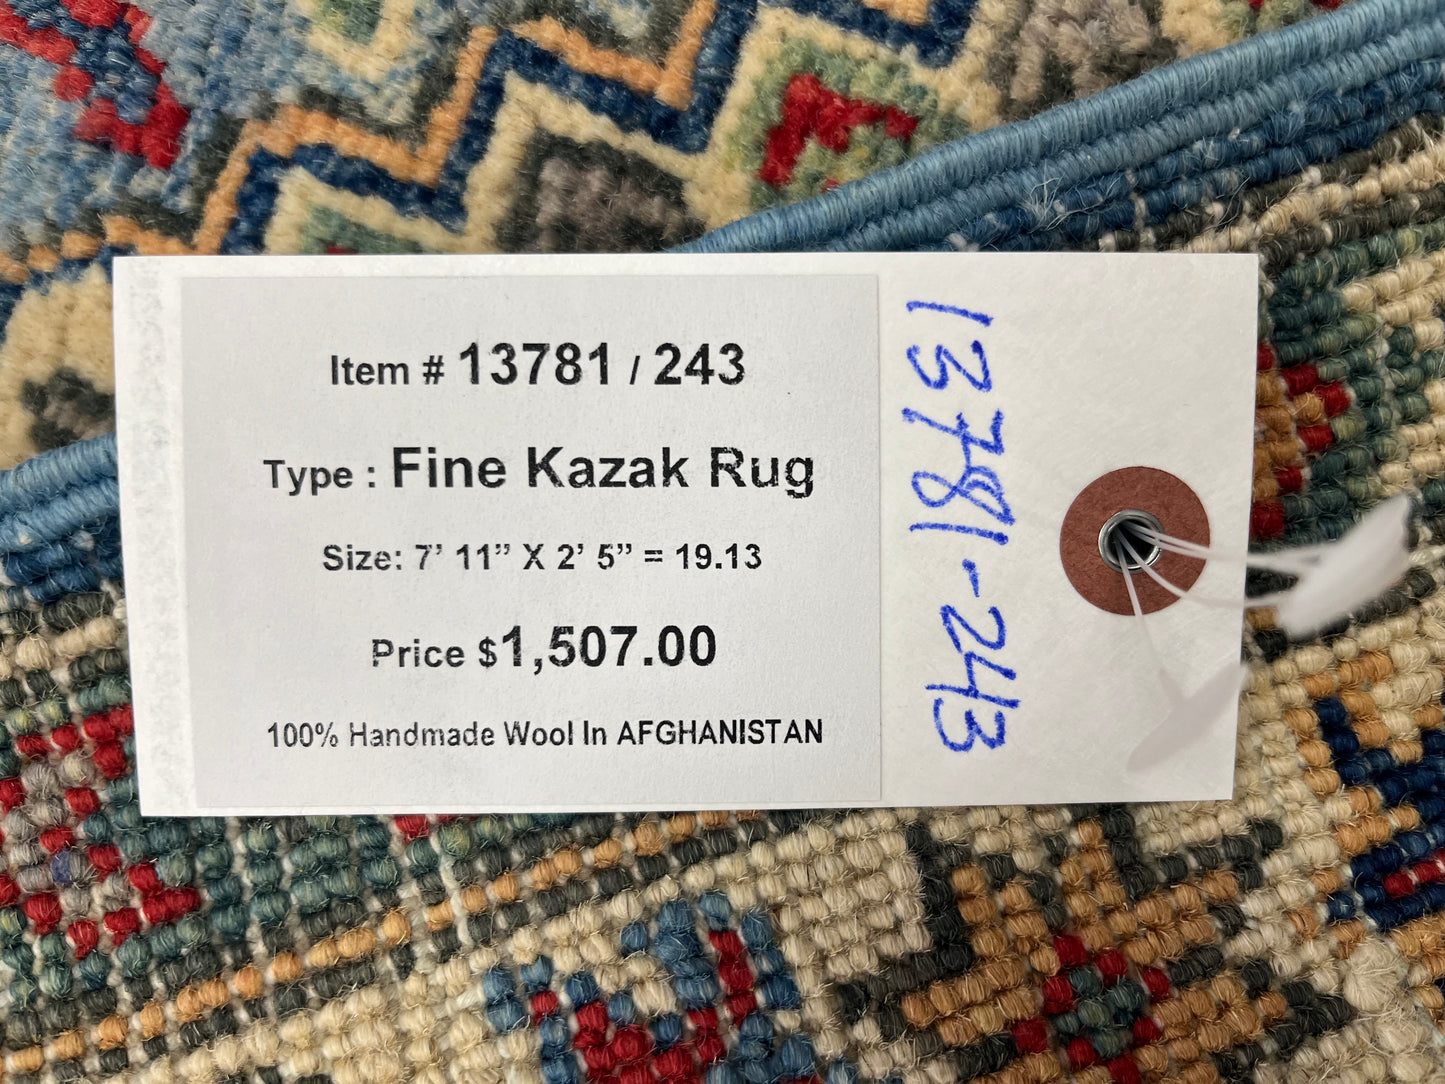 Item # 13781 / 243
Type : Fine Kazak Rug
Size: 7’ 11” X 2’ 5” = 19.13
Price $1,507.00
100% Handmade Wool In AFGHANISTAN
13781-243